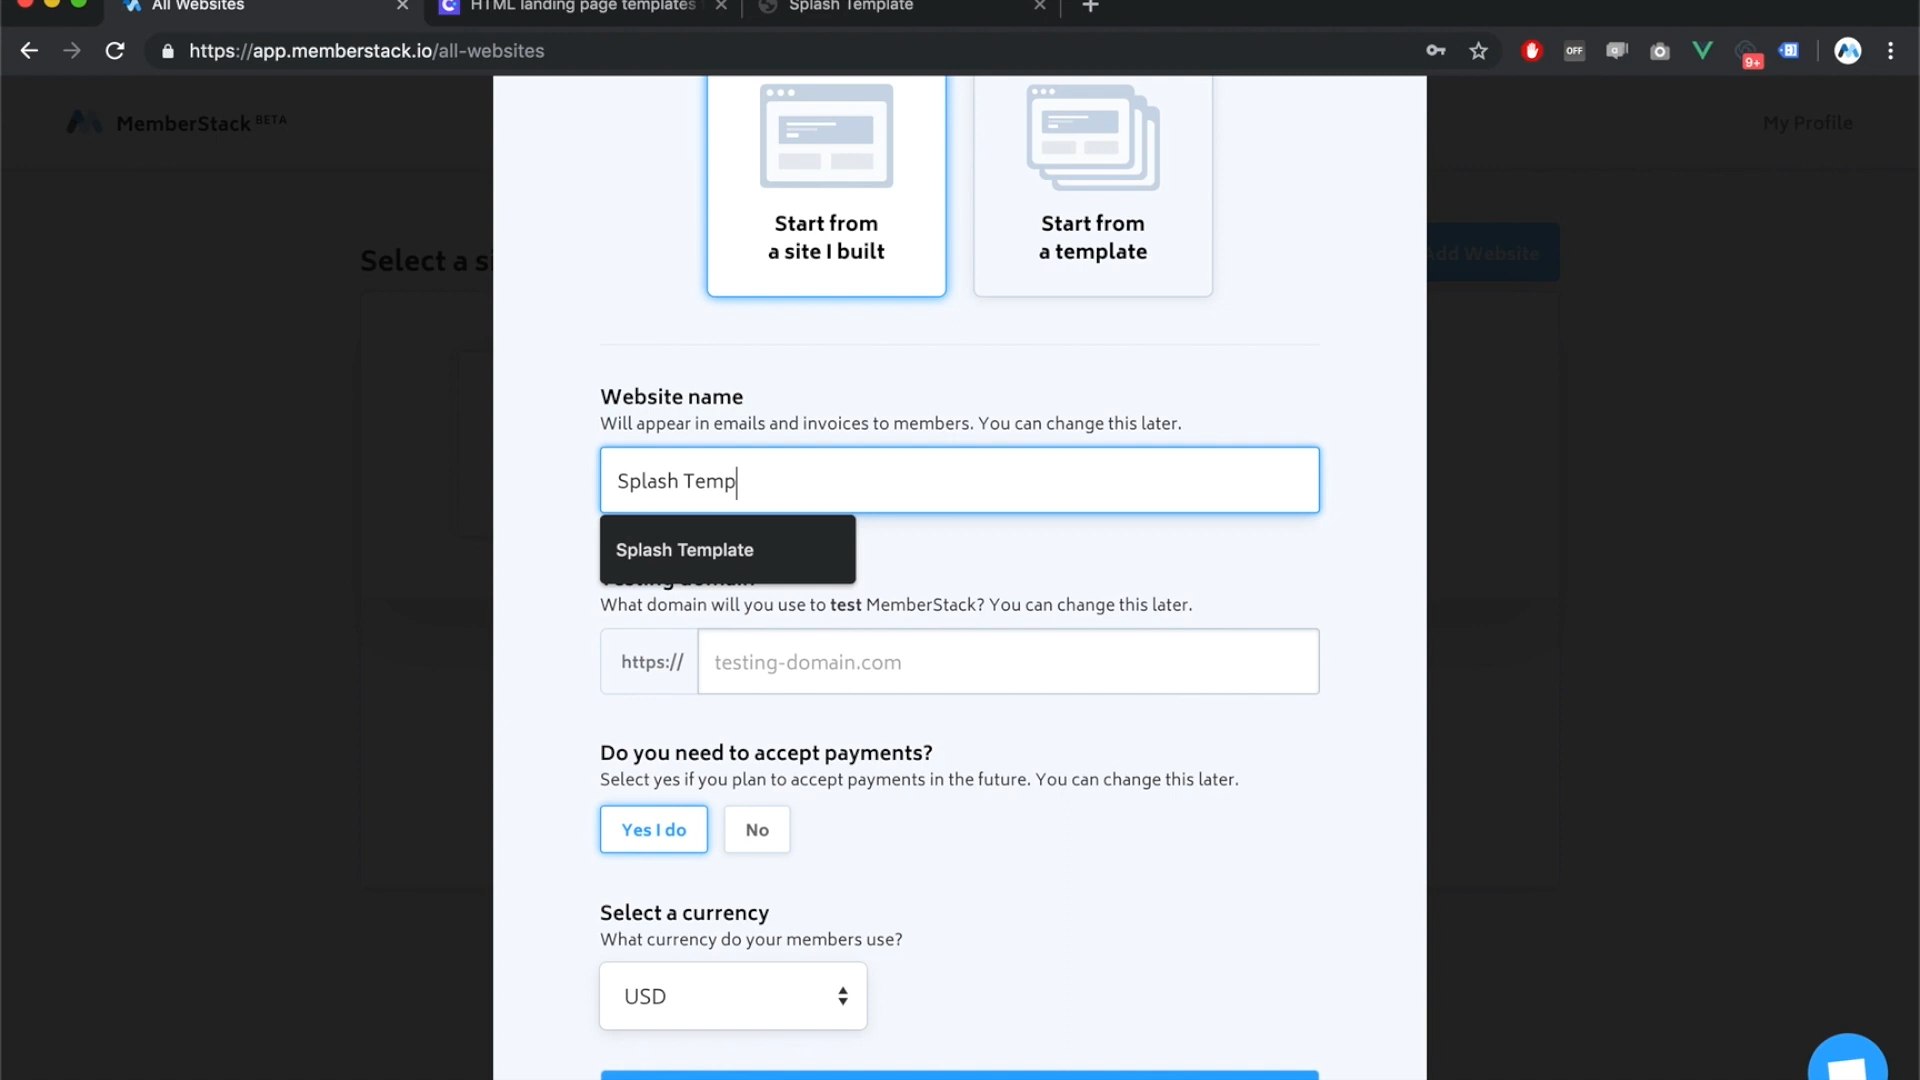 All Websites
HTML landing page templates
Splash Template
https://app.memberstack.io/all-websites
OFF
9+
MemberStack BETA
My Profile
Select a si
Add Website
Start from
a site I built
Start from
a template
Website name
Will appear in emails and invoices to members. You can change this later.
Splash Temp
Splash Template
Testing domain
What domain will you use to test MemberStack? You can change this later.
https://
testing-domain.com
Do you need to accept payments?
Select yes if you plan to accept payments in the future. You can change this later.
Yes I do
No
Select a currency
What currency do your members use?
USD